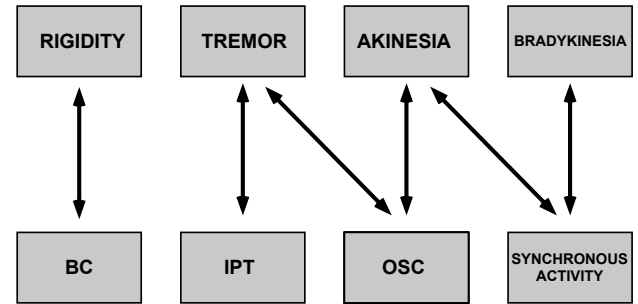 RIGIDITY
TREMOR
AKINESIA
BRADYKINESIA
BC
IPT
OSC
SYNCHRONOUS
ACTIVITY